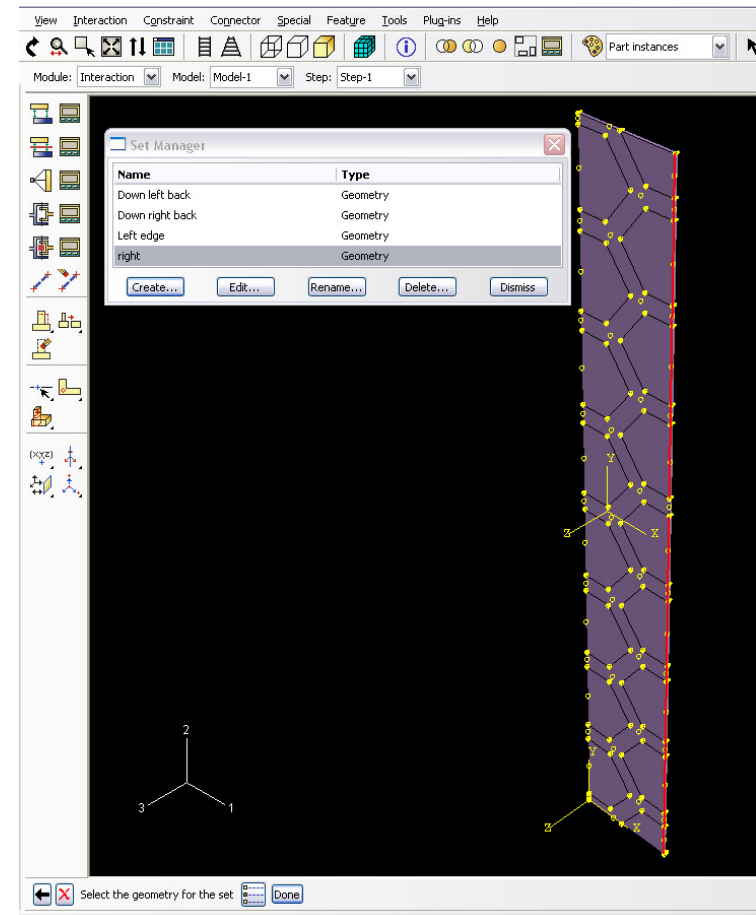 View Interaction Constraint Connector Special Feature Tools Plug-ins Help
Part instances
Module: Interaction Model: Model-1 Step: Step-1
Set Manager
Name Type
Down left back Geometry
Down right back Geometry
Left edge Geometry
right Geometry
Create... Edit... Rename... Delete... Dismiss
(XYZ)
Y
Z X
2
3 1
Y
Z X
Select the geometry for the set Done